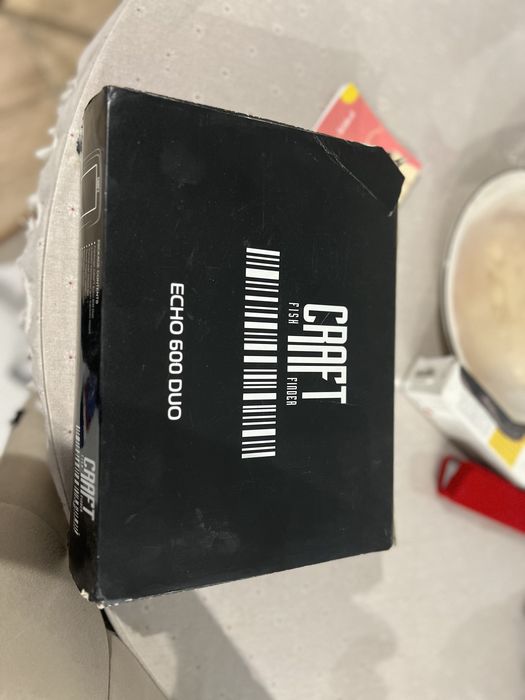 CRAFT
FISH FINDER
ECHO 600 DUO
CRAFT